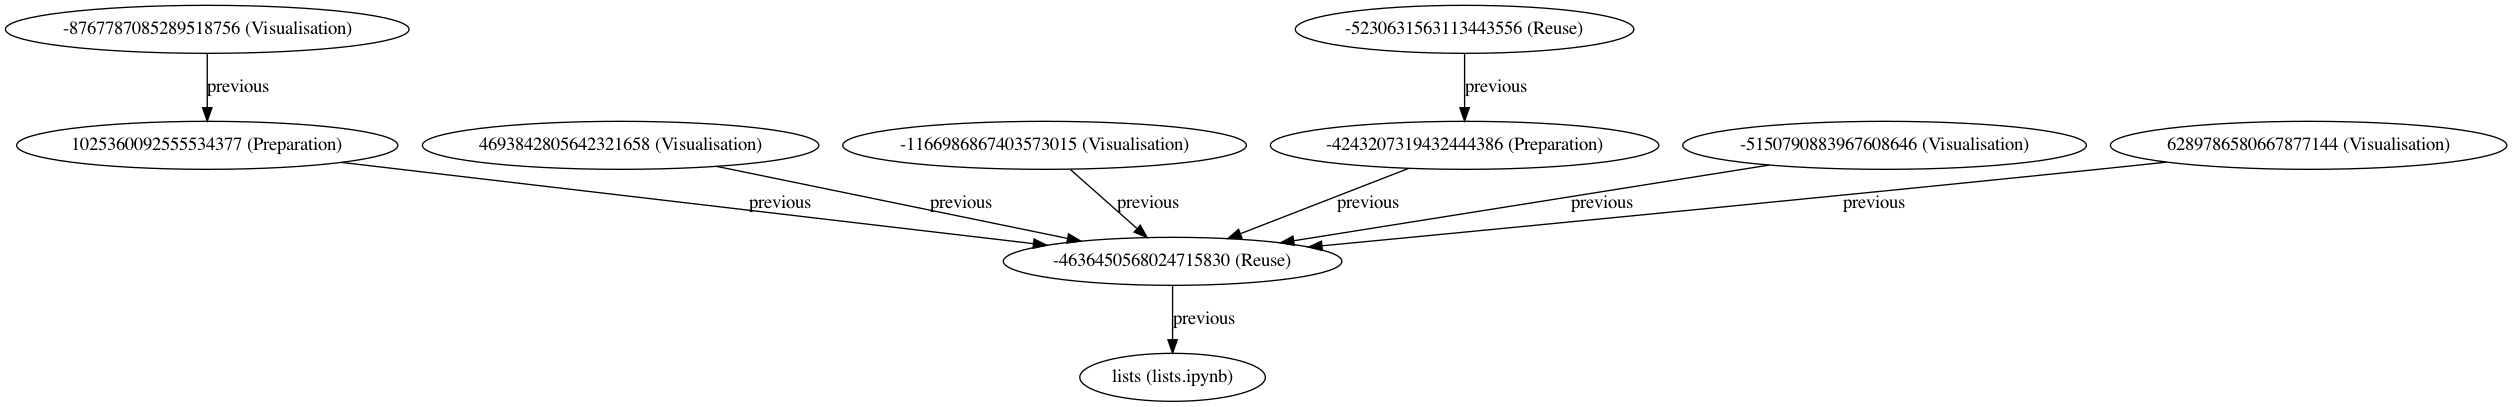 -8767787085289518756 (Visualisation)
-5230631563113443556 (Reuse)
previous
previous
1025360092555534377 (Preparation)
4693842805642321658 (Visualisation)
-1166986867403573015 (Visualisation)
-4243207319432444386 (Preparation)
-5150790883967608646 (Visualisation)
6289786580667877144 (Visualisation)
previous
previous
previous
previous
previous
previous
-4636450568024715830 (Reuse)
previous
lists (lists.ipynb)